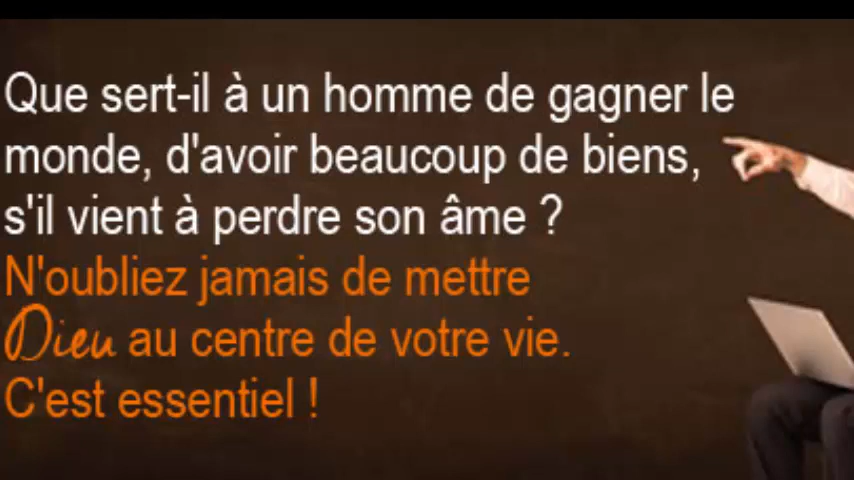 Que sert-il à un homme de gagner le
monde, d'avoir beaucoup de biens,
s'il vient à perdre son âme ?
N'oubliez jamais de mettre
Dieu au centre de votre vie.
C'est essentiel !